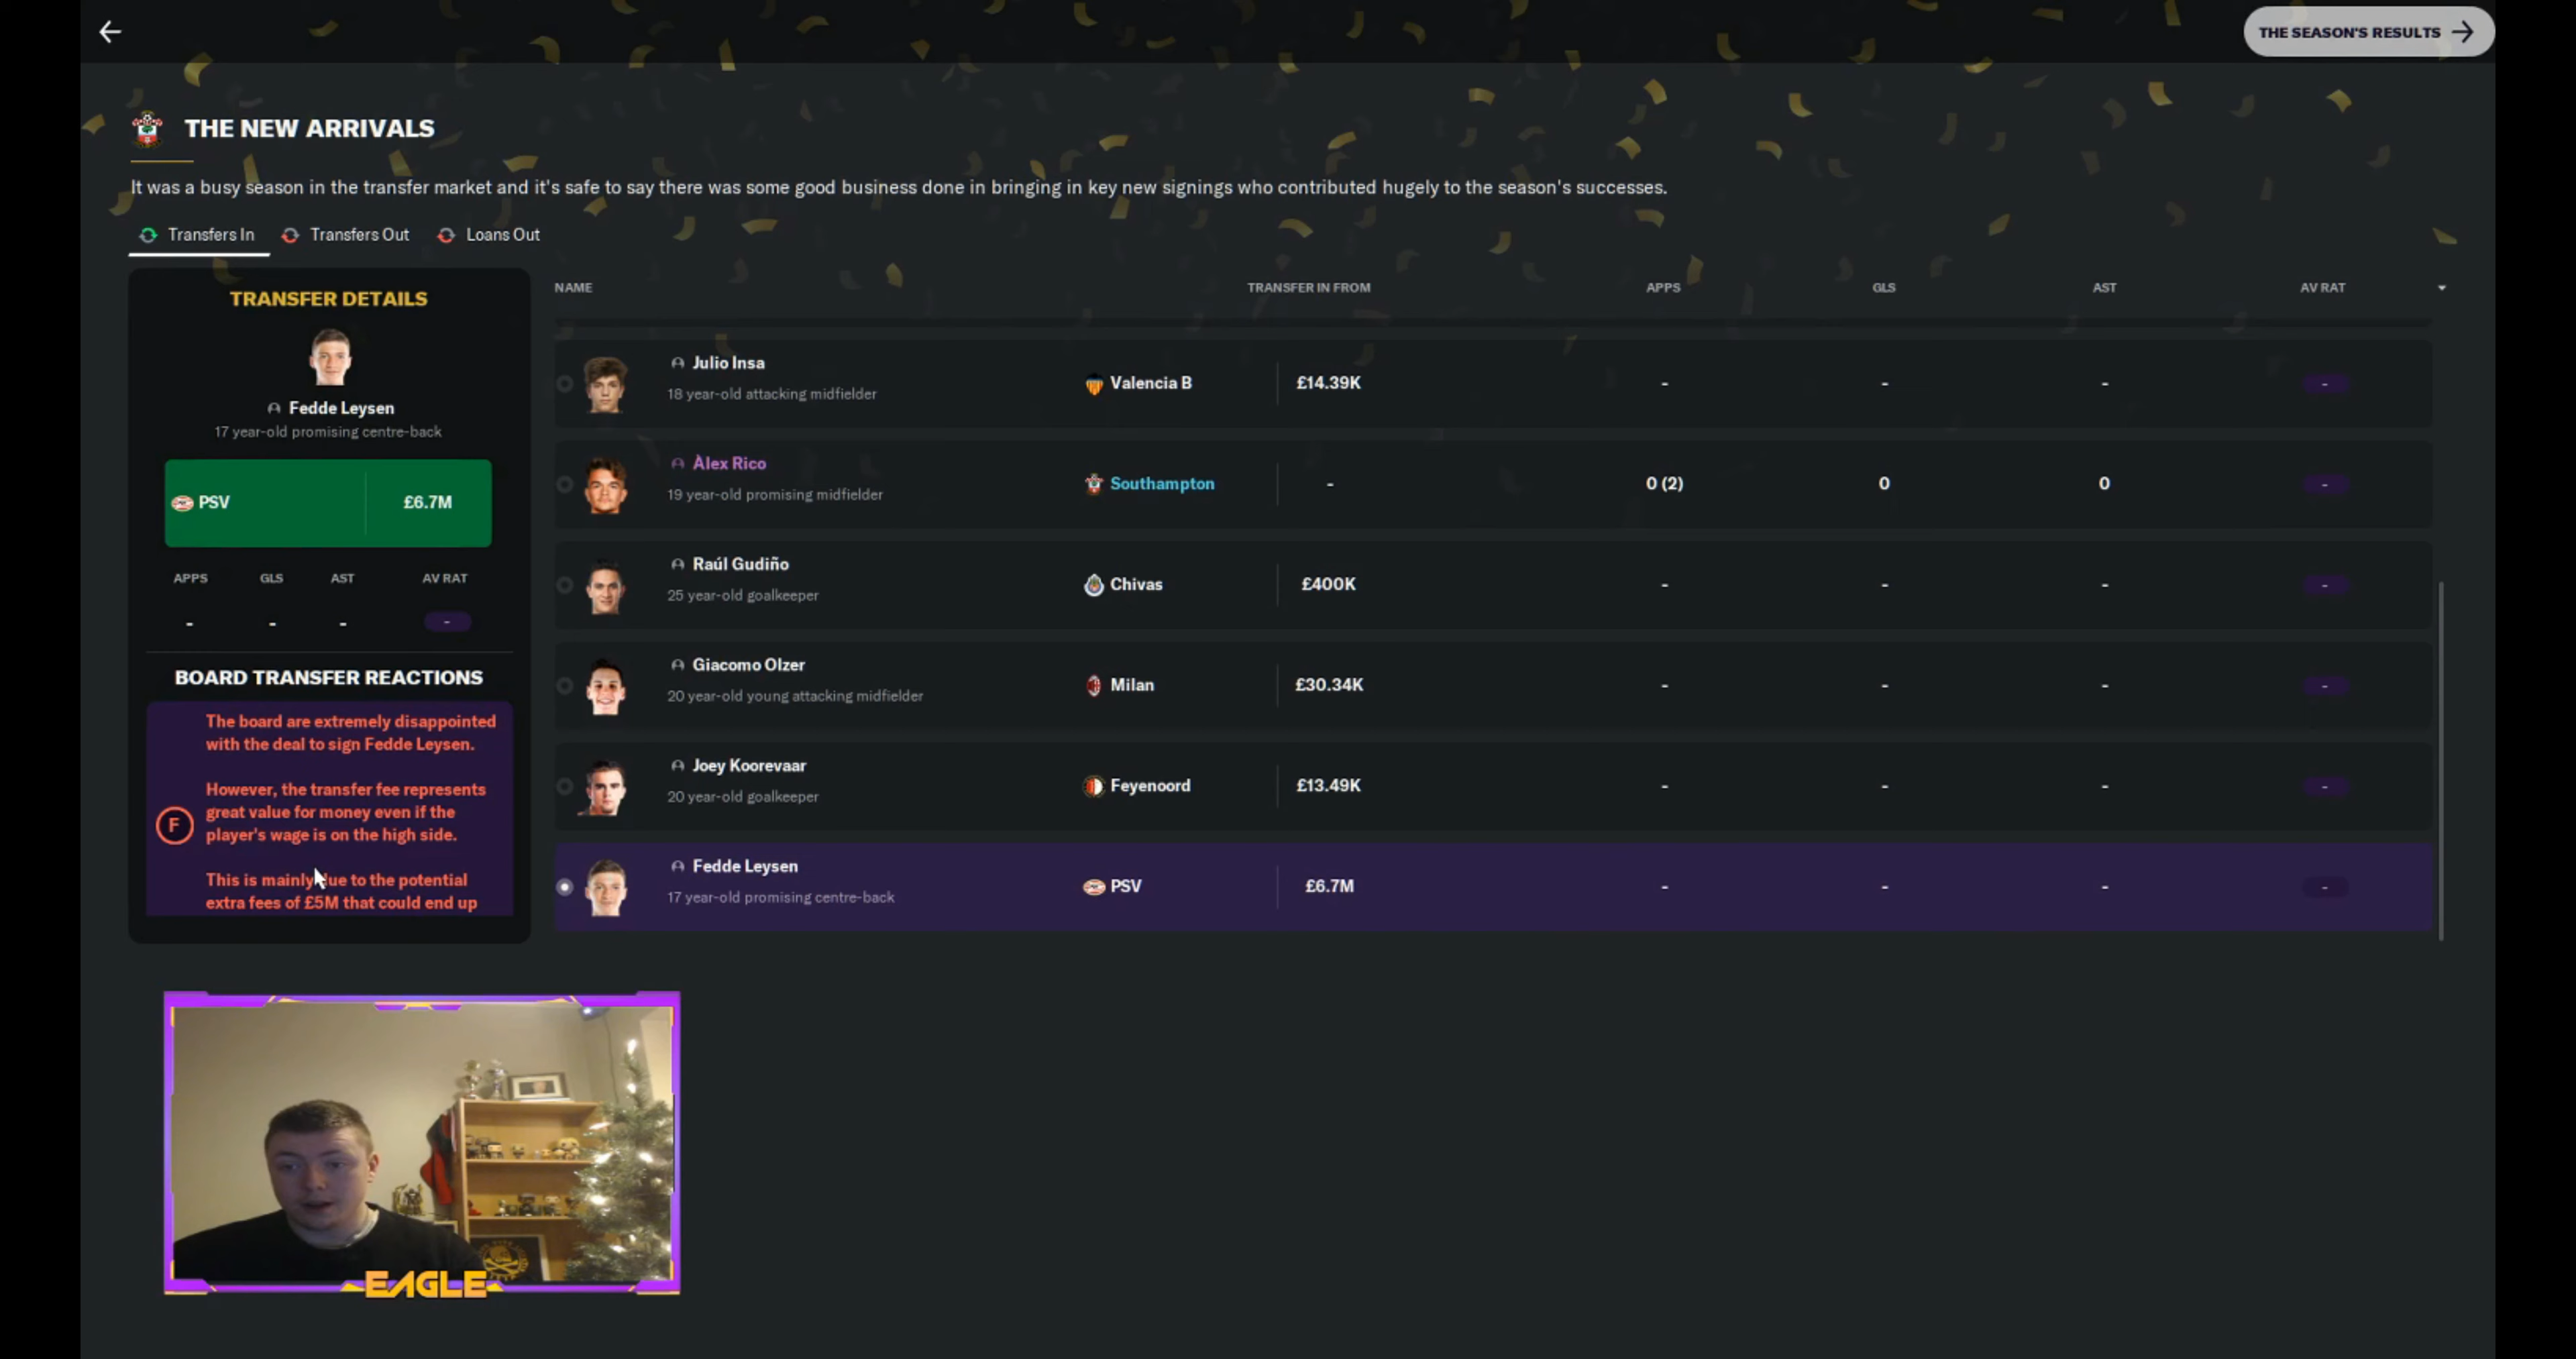 THE SEASON'S RESULTS
THE NEW ARRIVALS
It was a busy season in the transfer market and it's safe to say there was some good business done in bringing in key new signings who contributed hugely to the season's successes.
Transfers In Transfers Out Loans Out
TRANSFER DETAILS
Fedde Leysen
17 year-old promising centre-back
PSV £6.7M
APPS GLS AST AV RAT
- - - -
BOARD TRANSFER REACTIONS
F
The board are extremely disappointed
with the deal to sign Fedde Leysen.
However, the transfer fee represents
great value for money even if the
player's wage is on the high side.
This is mainly due to the potential
extra fees of £5M that could end up
NAME TRANSFER IN FROM APPS GLS AST AV RAT
Julio Insa
18 year-old attacking midfielder
Valencia B £14.39K - - - -
Àlex Rico
19 year-old promising midfielder
Southampton - 0 (2) 0 0 -
Raúl Gudiño
25 year-old goalkeeper
Chivas £400K - - - -
Giacomo Olzer
20 year-old young attacking midfielder
Milan £30.34K - - - -
Joey Koorevaar
20 year-old goalkeeper
Feyenoord £13.49K - - - -
Fedde Leysen
17 year-old promising centre-back
PSV £6.7M - - - -
EAGLE